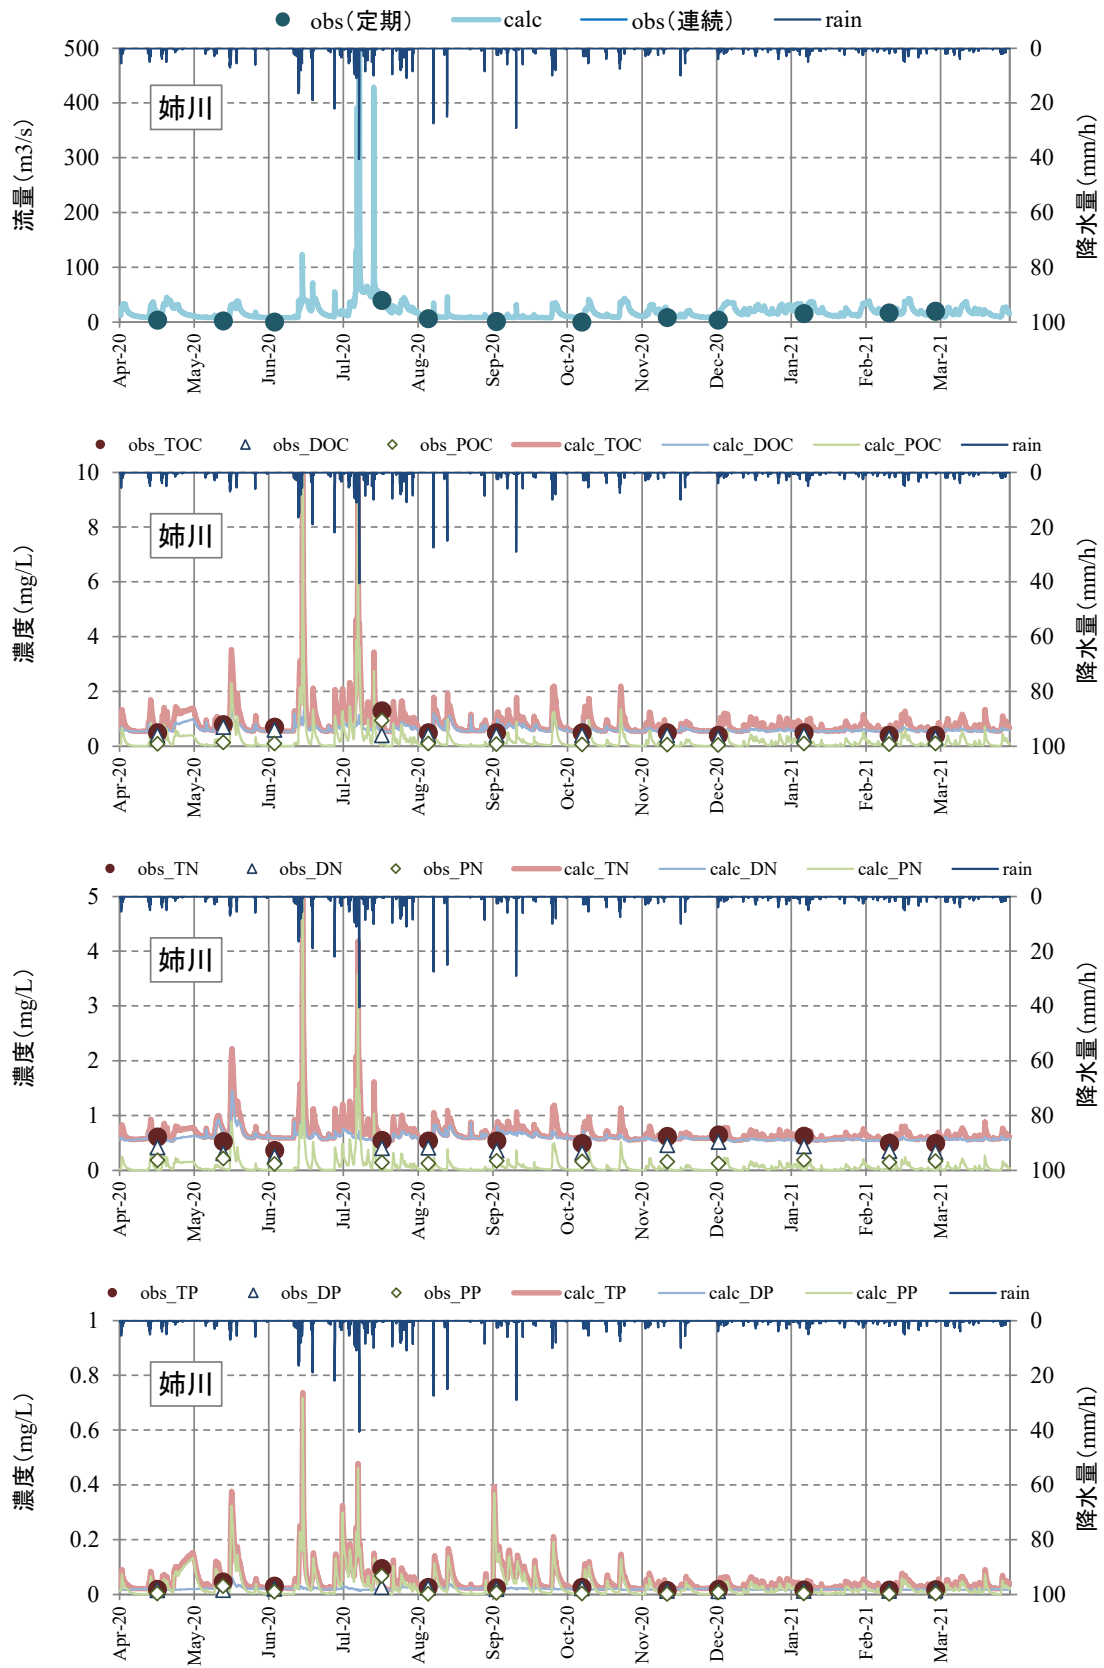 obs(定期) calc obs(連続) rain
500 0
400 20
300 40
200 60
100 80
0 100
姉川
流量(m3/s)
降水量(mm/h)
Apr-20 May-20 Jun-20 Jul-20 Aug-20 Sep-20 Oct-20 Nov-20 Dec-20 Jan-21 Feb-21 Mar-21
obs_TOC obs_DOC obs_POC calc_TOC calc_DOC calc_POC rain
10 0
8 20
6 40
4 60
2 80
0 100
姉川
濃度(mg/L)
降水量(mm/h)
Apr-20 May-20 Jun-20 Jul-20 Aug-20 Sep-20 Oct-20 Nov-20 Dec-20 Jan-21 Feb-21 Mar-21
obs_TN obs_DN obs_PN calc_TN calc_DN calc_PN rain
5 0
4 20
3 40
2 60
1 80
0 100
姉川
濃度(mg/L)
降水量(mm/h)
Apr-20 May-20 Jun-20 Jul-20 Aug-20 Sep-20 Oct-20 Nov-20 Dec-20 Jan-21 Feb-21 Mar-21
obs_TP obs_DP obs_PP calc_TP calc_DP calc_PP rain
1 0
0.8 20
0.6 40
0.4 60
0.2 80
0 100
姉川
濃度(mg/L)
降水量(mm/h)
Apr-20 May-20 Jun-20 Jul-20 Aug-20 Sep-20 Oct-20 Nov-20 Dec-20 Jan-21 Feb-21 Mar-21